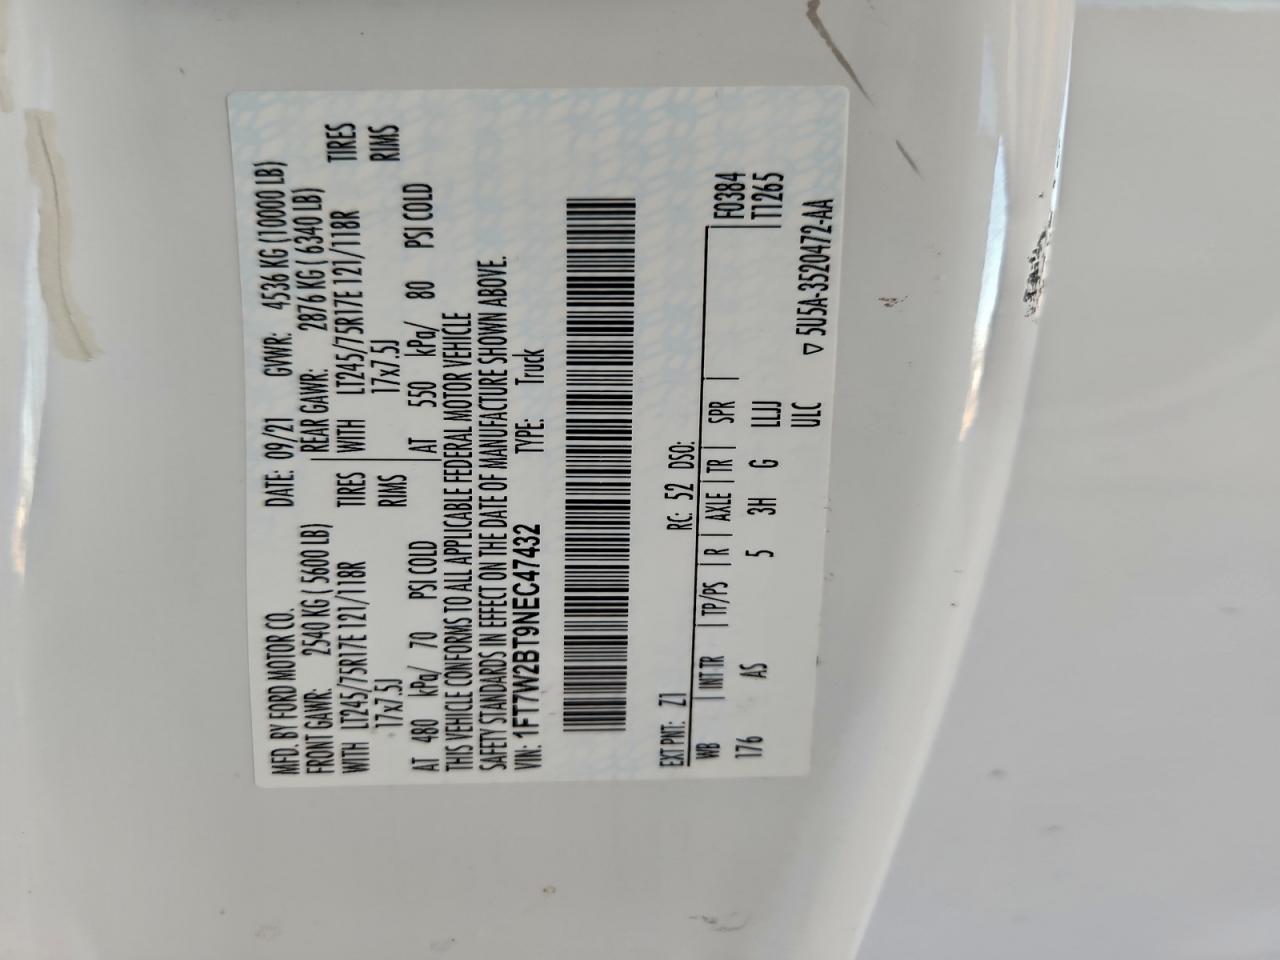 MFD. BY FORD MOTOR CO. DATE: 09/21 GVWR: 4536 KG (10000 LB)
FRONT GAWR: 2540 KG ( 5600 LB) REAR GAWR: 2876 KG ( 6340 LB)
WITH LT245/75R17E 121/118R TIRES WITH LT245/75R17E 121/118R TIRES
17x7.5J RIMS 17x7.5J RIMS
AT 480 kPa/ 70 PSI COLD AT 550 kPa/ 80 PSI COLD
THIS VEHICLE CONFORMS TO ALL APPLICABLE FEDERAL MOTOR VEHICLE
SAFETY STANDARDS IN EFFECT ON THE DATE OF MANUFACTURE SHOWN ABOVE.
VIN: 1FT7W2BT9NEC47432 TYPE: Truck
EXT PNT: Z1 RC: 52 DSO:
WB INT TR TP/PS R AXLE TR SPR F0384
176 AS 5 3H G LLJJ T1265
ULC ▽ 5U5A-3520472-AA